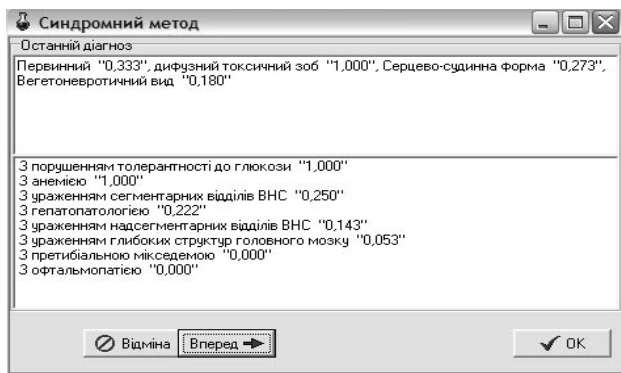 Синдромний метод
Останній діагноз
Первинний "0,333", дифузний токсичний зоб "1,000", Серцево-судинна форма "0,273",
Вегетоневротичний вид "0,180"
З порушенням толерантності до глюкози "1,000"
З анемією "1,000"
З ураженням сегментарних відділів ВНС "0,250"
З гепатопатологією "0,222"
З ураженням надсегментарних відділів ВНС "0,143"
З ураженням глибоких структур головного мозку "0,053"
З претибіальною мікседемою "0,000"
З офтальмопатією "0,000"
Відміна Вперед OK